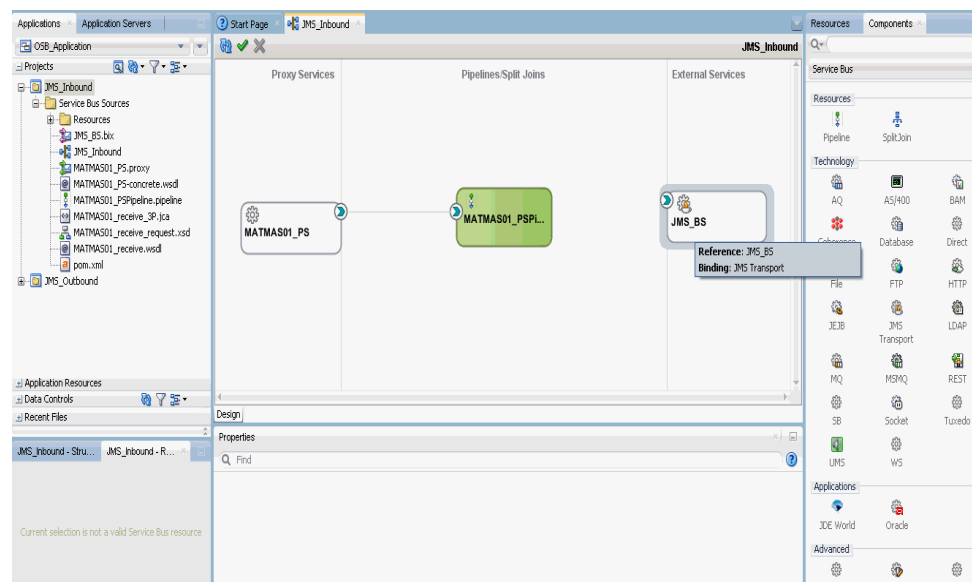 Applications
Application Servers
OSB_Application
Projects
JMS_Inbound
Service Bus Sources
Resources
JMS_BS.bix
JMS_Inbound
MATMAS01_PS.proxy
MATMAS01_PS-concrete.wsdl
MATMAS01_PSPipeline.pipeline
MATMAS01_receive_3P.jca
MATMAS01_receive_request.xsd
MATMAS01_receive.wsdl
pom.xml
JMS_Outbound
Application Resources
Data Controls
Recent Files
JMS_Inbound - Stru...
JMS_Inbound - R...
Current selection is not a valid Service Bus resource
Start Page
JMS_Inbound
JMS_Inbound
Proxy Services
Pipelines/Split Joins
External Services
MATMAS01_PS
MATMAS01_PSPi...
JMS_BS
Reference: JMS_BS
Binding: JMS Transport
Design
Properties
Find
Resources
Components
Service Bus
Resources
Pipeline
SplitJoin
Technology
AQ
AS/400
BAM
Coherence
Database
Direct
File
FTP
HTTP
JEJB
JMS Transport
LDAP
MQ
MSMQ
REST
SB
Socket
Tuxedo
UMS
WS
Applications
JDE World
Oracle
Advanced